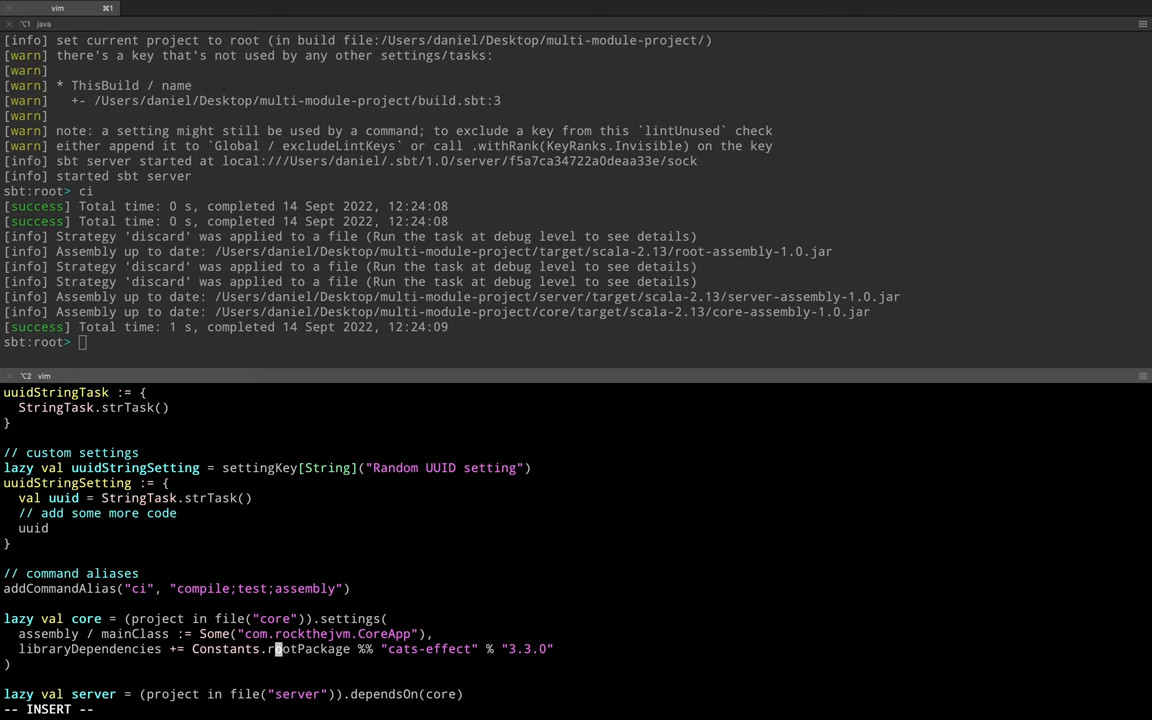 vim ⌘1
⌥1 java
[info] set current project to root (in build file:/Users/daniel/Desktop/multi-module-project/)
[warn] there's a key that's not used by any other settings/tasks:
[warn]
[warn] * ThisBuild / name
[warn]   +- /Users/daniel/Desktop/multi-module-project/build.sbt:3
[warn]
[warn] note: a setting might still be used by a command; to exclude a key from this `lintUnused` check
[warn] either append it to `Global / excludeLintKeys` or call .withRank(KeyRanks.Invisible) on the key
[info] sbt server started at local:///Users/daniel/.sbt/1.0/server/f5a7ca34722a0deaa33e/sock
[info] started sbt server
sbt:root> ci
[success] Total time: 0 s, completed 14 Sept 2022, 12:24:08
[success] Total time: 0 s, completed 14 Sept 2022, 12:24:08
[info] Strategy 'discard' was applied to a file (Run the task at debug level to see details)
[info] Assembly up to date: /Users/daniel/Desktop/multi-module-project/target/scala-2.13/root-assembly-1.0.jar
[info] Strategy 'discard' was applied to a file (Run the task at debug level to see details)
[info] Strategy 'discard' was applied to a file (Run the task at debug level to see details)
[info] Assembly up to date: /Users/daniel/Desktop/multi-module-project/server/target/scala-2.13/server-assembly-1.0.jar
[info] Assembly up to date: /Users/daniel/Desktop/multi-module-project/core/target/scala-2.13/core-assembly-1.0.jar
[success] Total time: 1 s, completed 14 Sept 2022, 12:24:09
sbt:root>
⌥2 vim
uuidStringTask := {
  StringTask.strTask()
}
// custom settings
lazy val uuidStringSetting = settingKey[String]("Random UUID setting")
uuidStringSetting := {
  val uuid = StringTask.strTask()
  // add some more code
  uuid
}
// command aliases
addCommandAlias("ci", "compile;test;assembly")
lazy val core = (project in file("core")).settings(
  assembly / mainClass := Some("com.rockthejvm.CoreApp"),
  libraryDependencies += Constants.rootPackage %% "cats-effect" % "3.3.0"
)
lazy val server = (project in file("server")).dependsOn(core)
-- INSERT --